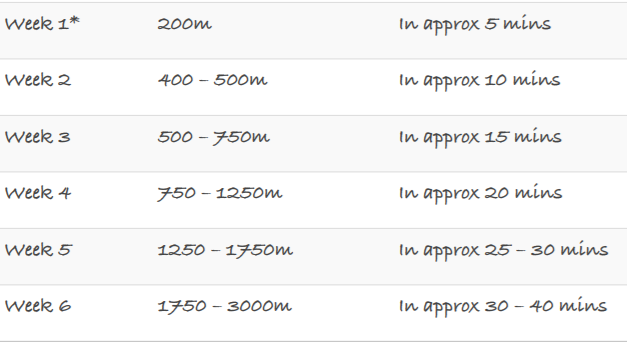 Week 1* 200m In approx 5 mins
Week 2 400 – 500m In approx 10 mins
Week 3 500 – 750m In approx 15 mins
Week 4 750 – 1250m In approx 20 mins
Week 5 1250 – 1750m In approx 25 – 30 mins
Week 6 1750 – 3000m In approx 30 – 40 mins